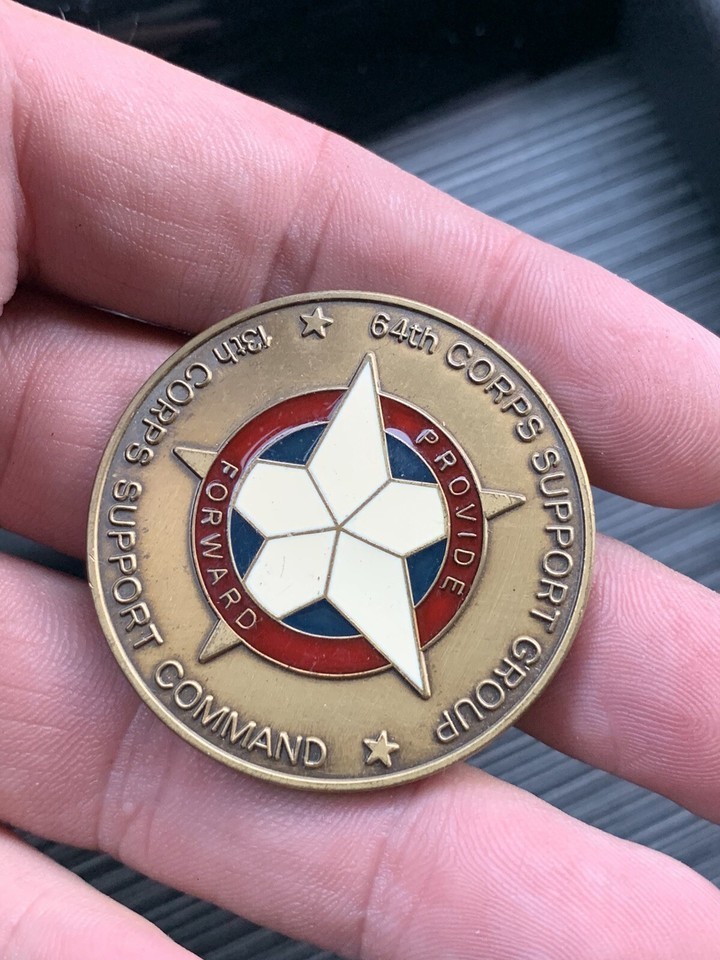 13th CORPS SUPPORT COMMAND
64th CORPS SUPPORT GROUP
FORWARD
PROVIDE